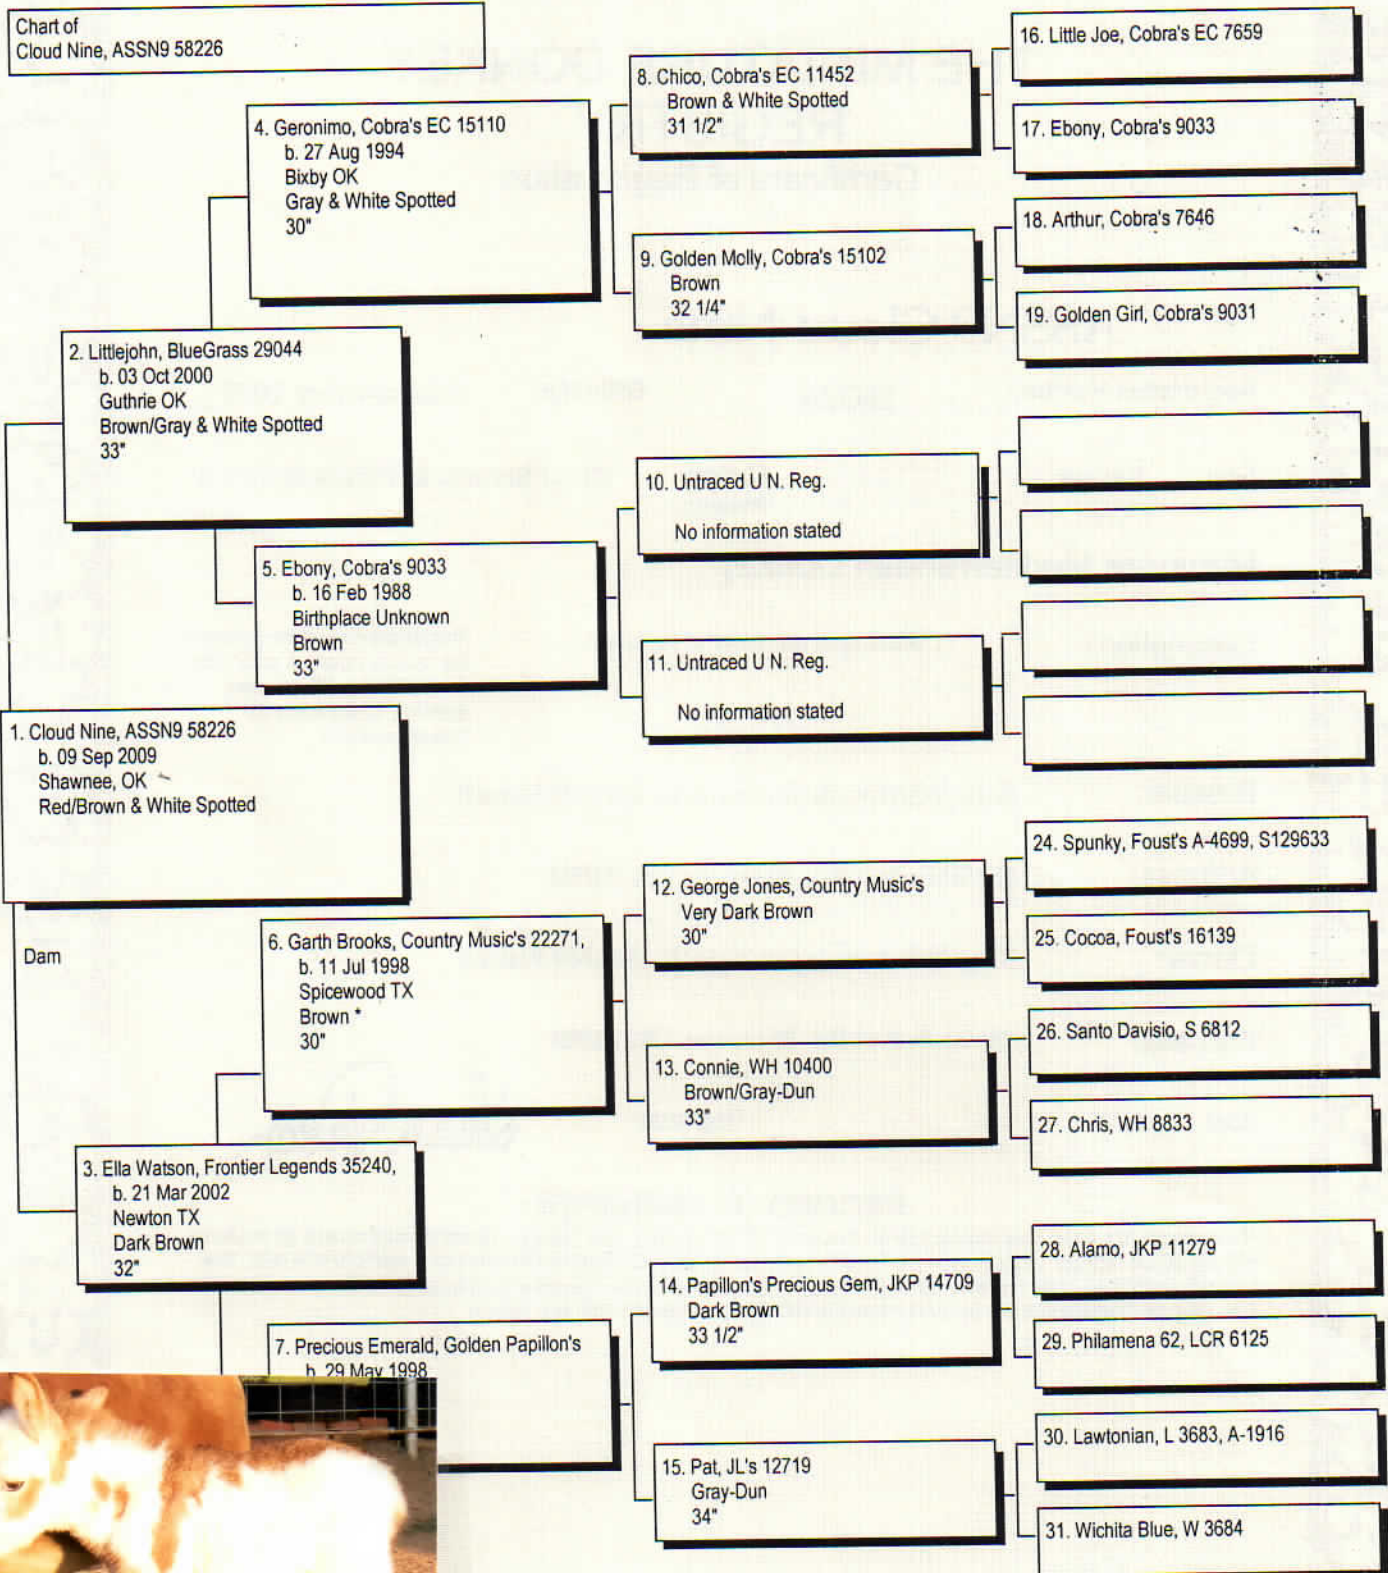 Chart of
Cloud Nine, ASSN9 58226
1. Cloud Nine, ASSN9 58226
b. 09 Sep 2009
Shawnee, OK
Red/Brown & White Spotted
Dam
2. Littlejohn, BlueGrass 29044
b. 03 Oct 2000
Guthrie OK
Brown/Gray & White Spotted
33"
3. Ella Watson, Frontier Legends 35240,
b. 21 Mar 2002
Newton TX
Dark Brown
32"
4. Geronimo, Cobra's EC 15110
b. 27 Aug 1994
Bixby OK
Gray & White Spotted
30"
5. Ebony, Cobra's 9033
b. 16 Feb 1988
Birthplace Unknown
Brown
33"
6. Garth Brooks, Country Music's 22271,
b. 11 Jul 1998
Spicewood TX
Brown *
30"
7. Precious Emerald, Golden Papillon's
b. 29 May 1998
8. Chico, Cobra's EC 11452
Brown & White Spotted
31 1/2"
9. Golden Molly, Cobra's 15102
Brown
32 1/4"
10. Untraced U N. Reg.
No information stated
11. Untraced U N. Reg.
No information stated
12. George Jones, Country Music's
Very Dark Brown
30"
13. Connie, WH 10400
Brown/Gray-Dun
33"
14. Papillon's Precious Gem, JKP 14709
Dark Brown
33 1/2"
15. Pat, JL's 12719
Gray-Dun
34"
16. Little Joe, Cobra's EC 7659
17. Ebony, Cobra's 9033
18. Arthur, Cobra's 7646
19. Golden Girl, Cobra's 9031
24. Spunky, Foust's A-4699, S129633
25. Cocoa, Foust's 16139
26. Santo Davisio, S 6812
27. Chris, WH 8833
28. Alamo, JKP 11279
29. Philamena 62, LCR 6125
30. Lawtonian, L 3683, A-1916
31. Wichita Blue, W 3684